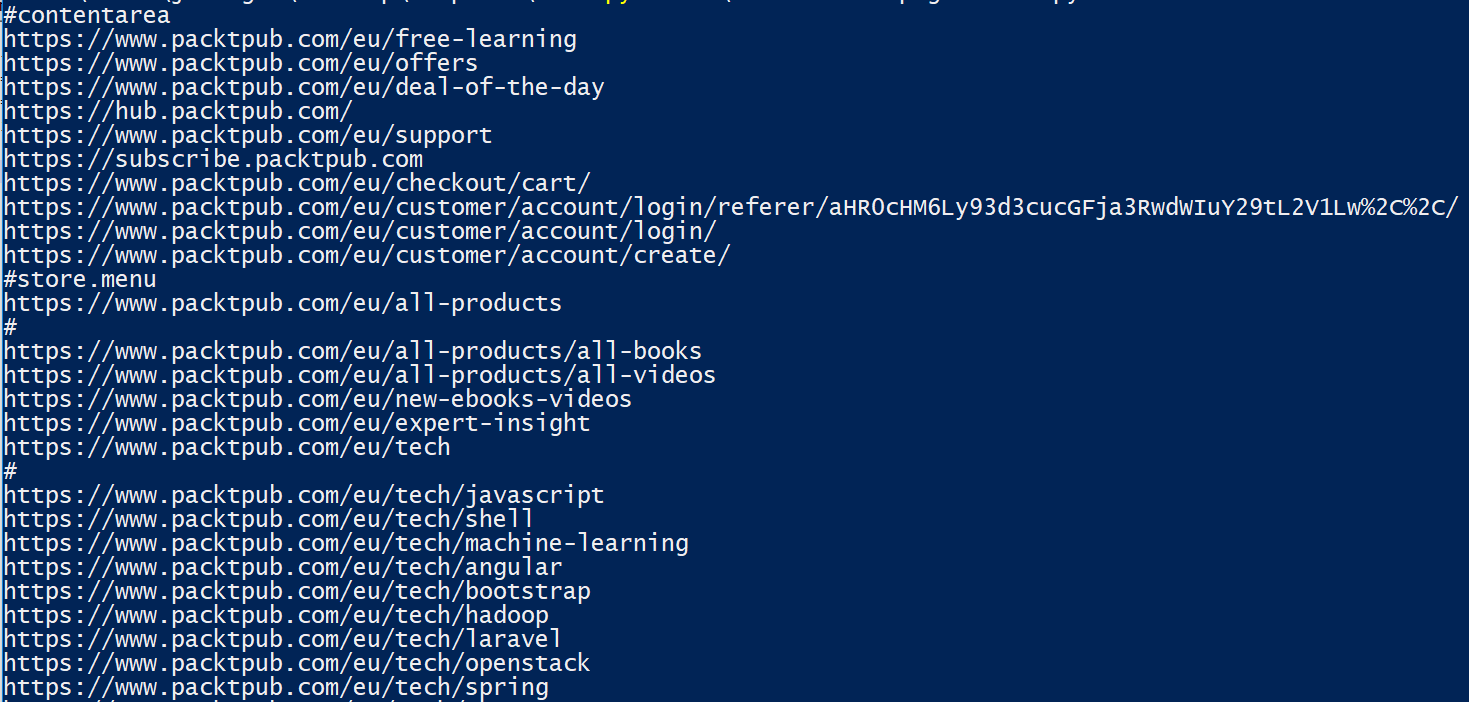 #contentarea
https://www.packtpub.com/eu/free-learning
https://www.packtpub.com/eu/offers
https://www.packtpub.com/eu/deal-of-the-day
https://hub.packtpub.com/
https://www.packtpub.com/eu/support
https://subscribe.packtpub.com
https://www.packtpub.com/eu/checkout/cart/
https://www.packtpub.com/eu/customer/account/login/referer/aHR0cHM6Ly93d3cucGFja3RwdWIuY29tL2V1Lw%2C%2C/
https://www.packtpub.com/eu/customer/account/login/
https://www.packtpub.com/eu/customer/account/create/
#store.menu
https://www.packtpub.com/eu/all-products
#
https://www.packtpub.com/eu/all-products/all-books
https://www.packtpub.com/eu/all-products/all-videos
https://www.packtpub.com/eu/new-ebooks-videos
https://www.packtpub.com/eu/expert-insight
https://www.packtpub.com/eu/tech
#
https://www.packtpub.com/eu/tech/javascript
https://www.packtpub.com/eu/tech/shell
https://www.packtpub.com/eu/tech/machine-learning
https://www.packtpub.com/eu/tech/angular
https://www.packtpub.com/eu/tech/bootstrap
https://www.packtpub.com/eu/tech/hadoop
https://www.packtpub.com/eu/tech/laravel
https://www.packtpub.com/eu/tech/openstack
https://www.packtpub.com/eu/tech/spring